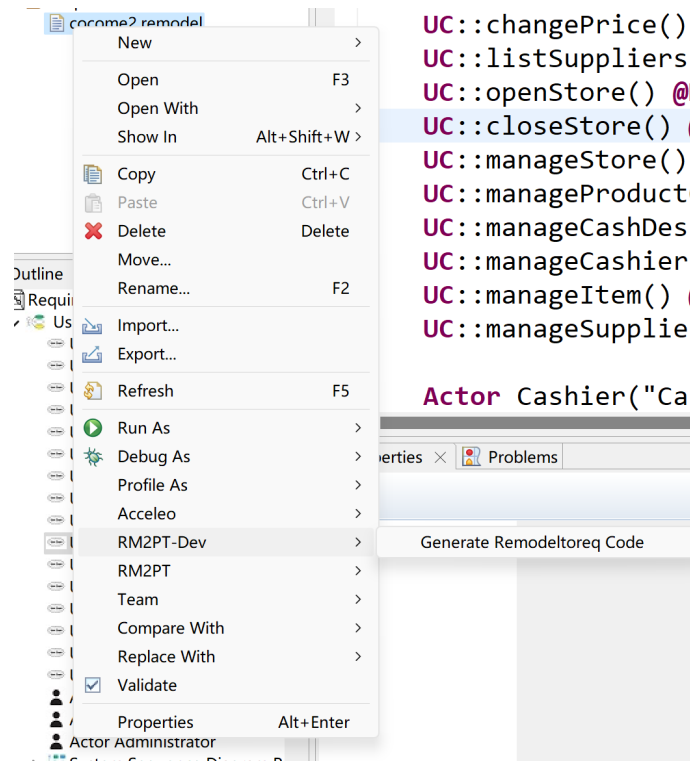 cocome2.remodel
New
Open F3
Open With
Show In Alt+Shift+W
Copy Ctrl+C
Paste Ctrl+V
Delete Delete
Move...
Rename... F2
Import...
Export...
Refresh F5
Run As
Debug As
Profile As
Acceleo
RM2PT-Dev
Generate Remodeltoreq Code
RM2PT
Team
Compare With
Replace With
Validate
Properties Alt+Enter
UC::changePrice()
UC::listSuppliers
UC::openStore() @
UC::closeStore()
UC::manageStore()
UC::manageProduct
UC::manageCashDes
UC::manageCashier
UC::manageItem()
UC::manageSupplie
Actor Cashier("Ca
erties
Problems
Outline
Requi
Us
Actor Administrator